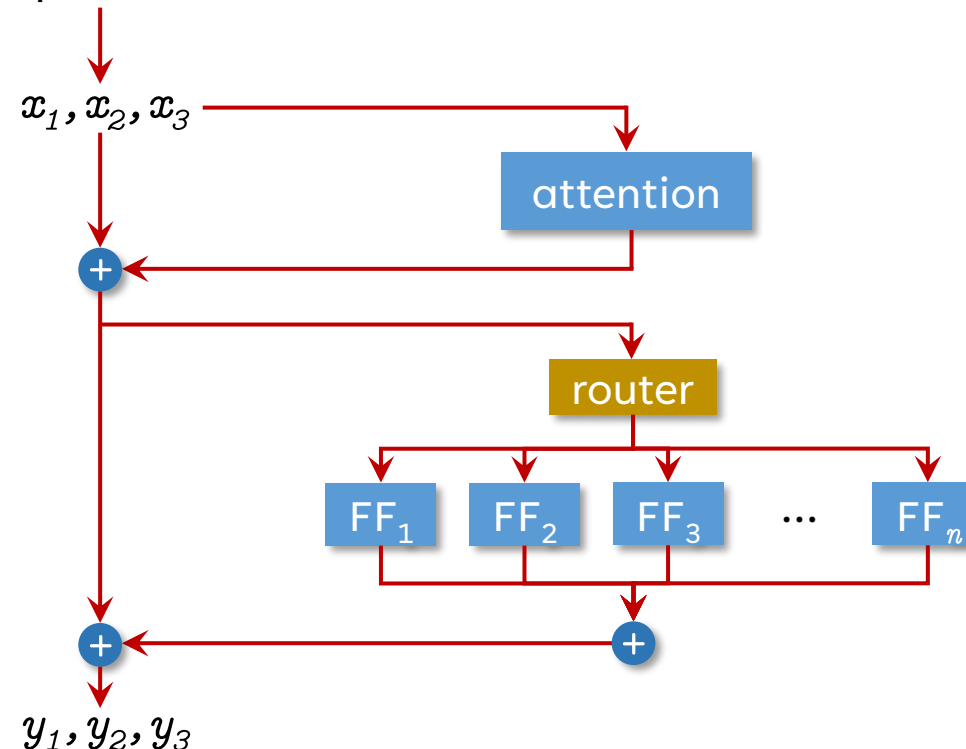 x₁, x₂, x₃
attention
+
router
FF₁ FF₂ FF₃ ... FFₙ
+ +
y₁, y₂, y₃